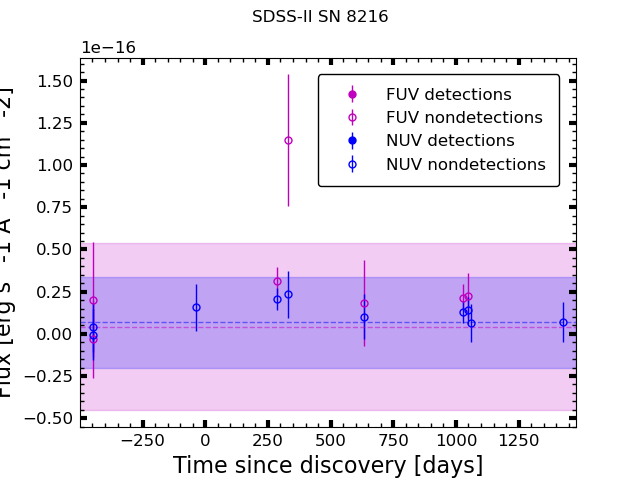 SDSS-II SN 8216
1e−16
1.50
1.25
1.00
0.75
0.50
0.25
0.00
−0.25
−0.50
FUV detections
FUV nondetections
NUV detections
NUV nondetections
−250 0 250 500 750 1000 1250
Time since discovery [days]
Flux [erg s -1 A -1 cm -2]